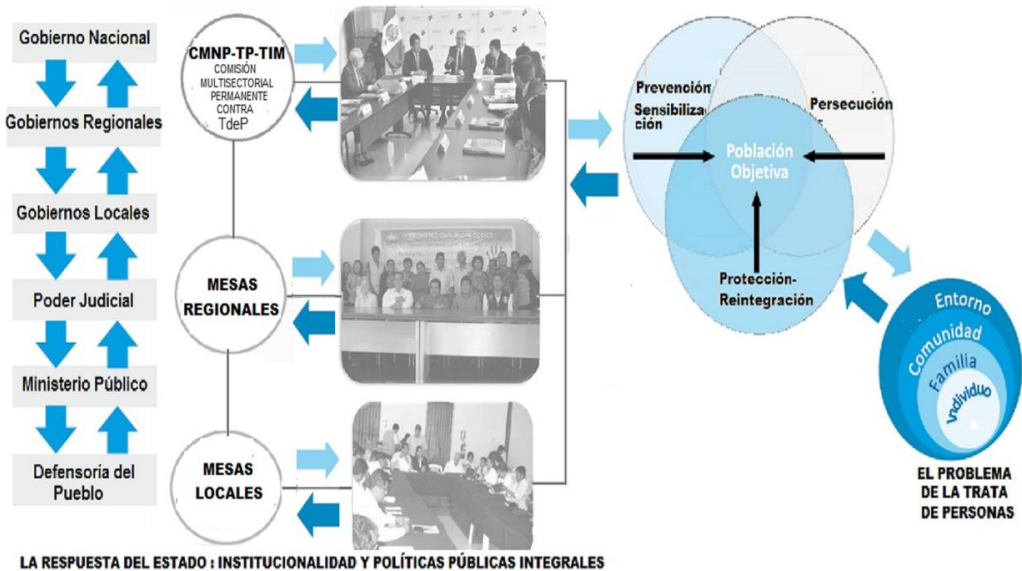 Gobierno Nacional
Gobiernos Regionales
Gobiernos Locales
Poder Judicial
Ministerio Público
Defensoría del
Pueblo
CMNP-TP-TIM
COMISIÓN
MULTISECTORIAL
PERMANENTE
CONTRA
TdeP
MESAS
REGIONALES
MESAS
LOCALES
Prevención
Sensibiliza
ción
Persecución
Población
Objetiva
Protección-
Reintegración
Entorno
Comunidad
Familia
Individuo
EL PROBLEMA
DE LA TRATA
DE PERSONAS
LA RESPUESTA DEL ESTADO : INSTITUCIONALIDAD Y POLÍTICAS PÚBLICAS INTEGRALES